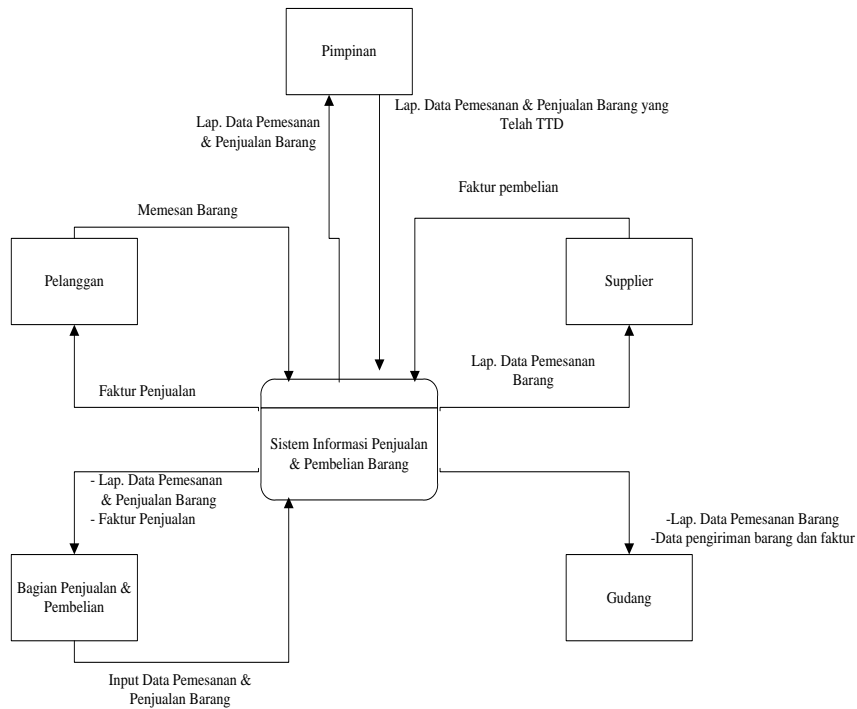 Pimpinan
Lap. Data Pemesanan
& Penjualan Barang
Lap. Data Pemesanan & Penjualan Barang yang
Telah TTD
Faktur pembelian
Memesan Barang
Pelanggan
Supplier
Lap. Data Pemesanan
Barang
Faktur Penjualan
Sistem Informasi Penjualan
& Pembelian Barang
- Lap. Data Pemesanan
& Penjualan Barang
- Faktur Penjualan
-Lap. Data Pemesanan Barang
-Data pengiriman barang dan faktur
Bagian Penjualan &
Pembelian
Gudang
Input Data Pemesanan &
Penjualan Barang